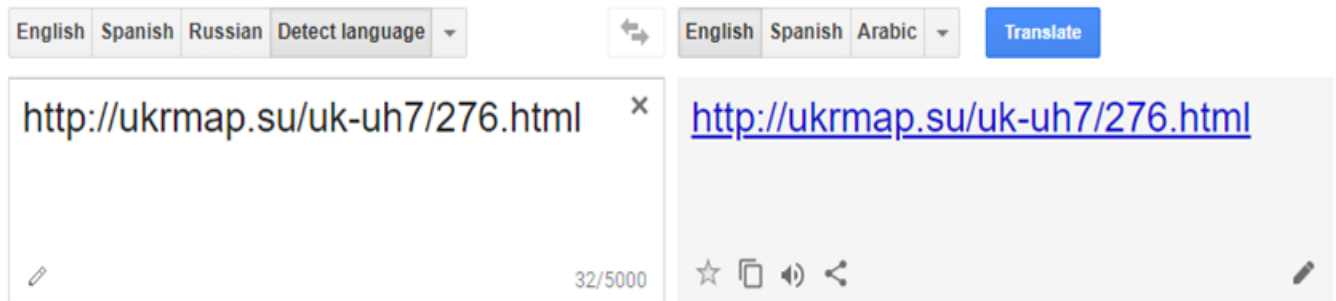 English Spanish Russian Detect language English Spanish Arabic Translate
http://ukrmap.su/uk-uh7/276.html http://ukrmap.su/uk-uh7/276.html
32/5000